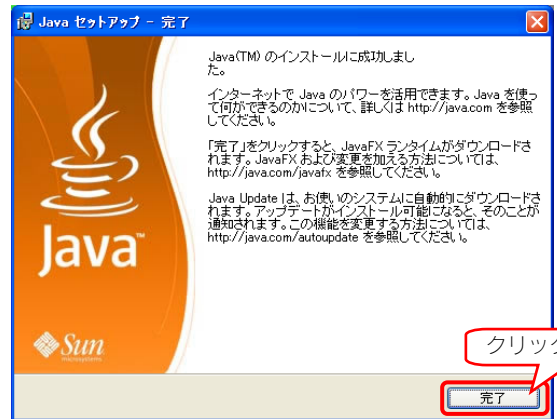 Java セットアップ - 完了
Java(TM) のインストールに成功しまし
た。
インターネットで Java のパワーを活用できます。Java を使っ
て何ができるのかについて、詳しくは http://java.com を参照
してください。
「完了」をクリックすると、JavaFX ランタイムがダウンロードさ
れます。JavaFX および変更を加える方法については、
http://java.com/javafx を参照してください。
Java Update は、お使いのシステムに自動的にダウンロードさ
れます。アップデートがインストール可能になると、そのことが
通知されます。この機能を変更する方法については、
http://java.com/autoupdate を参照してください。
Java™
Sun
microsystems
クリック
完了